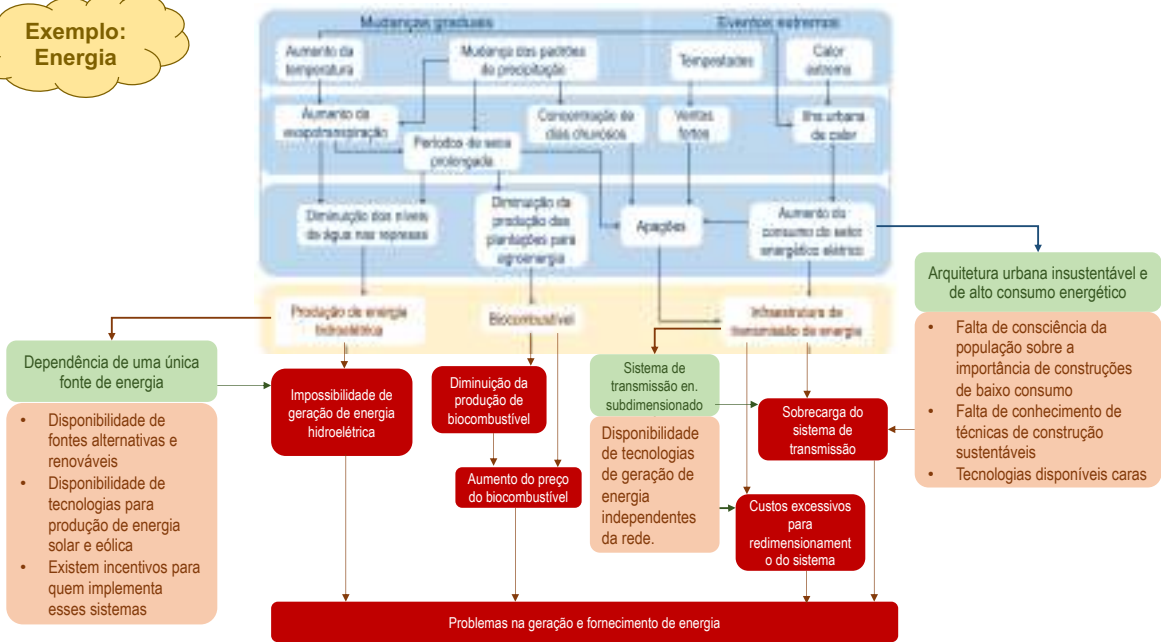 Exemplo:
Energia
Mudanças graduais
Eventos extremos
Aumento da
temperatura
Mudança dos padrões
de precipitação
Tempestades
Calor
extremo
Aumento da
evapotranspiração
Concentração de
dias chuvosos
Ventos
fortes
Ilha urbana
de calor
Períodos de seca
prolongada
Diminuição dos níveis
de água nas represas
Diminuição da
produção das
plantações para
agroenergia
Apagões
Aumento do
consumo do setor
energético elétrico
Produção de energia
hidroelétrica
Biocombustível
Infraestrutura de
transmissão de energia
Arquitetura urbana insustentável e
de alto consumo energético
• Falta de consciência da
população sobre a
importância de construções
de baixo consumo
• Falta de conhecimento de
técnicas de construção
sustentáveis
• Tecnologias disponíveis caras
Dependência de uma única
fonte de energia
• Disponibilidade de
fontes alternativas e
renováveis
• Disponibilidade de
tecnologias para
produção de energia
solar e eólica
• Existem incentivos para
quem implementa
esses sistemas
Impossibilidade de
geração de energia
hidroelétrica
Diminuição da
produção de
biocombustível
Aumento do preço
do biocombustível
Sistema de
transmissão en.
subdimensionado
Disponibilidade
de tecnologias
de geração de
energia
independentes
da rede.
Sobrecarga do
sistema de
transmissão
Custos excessivos
para
redimensionament
o do sistema
Problemas na geração e fornecimento de energia